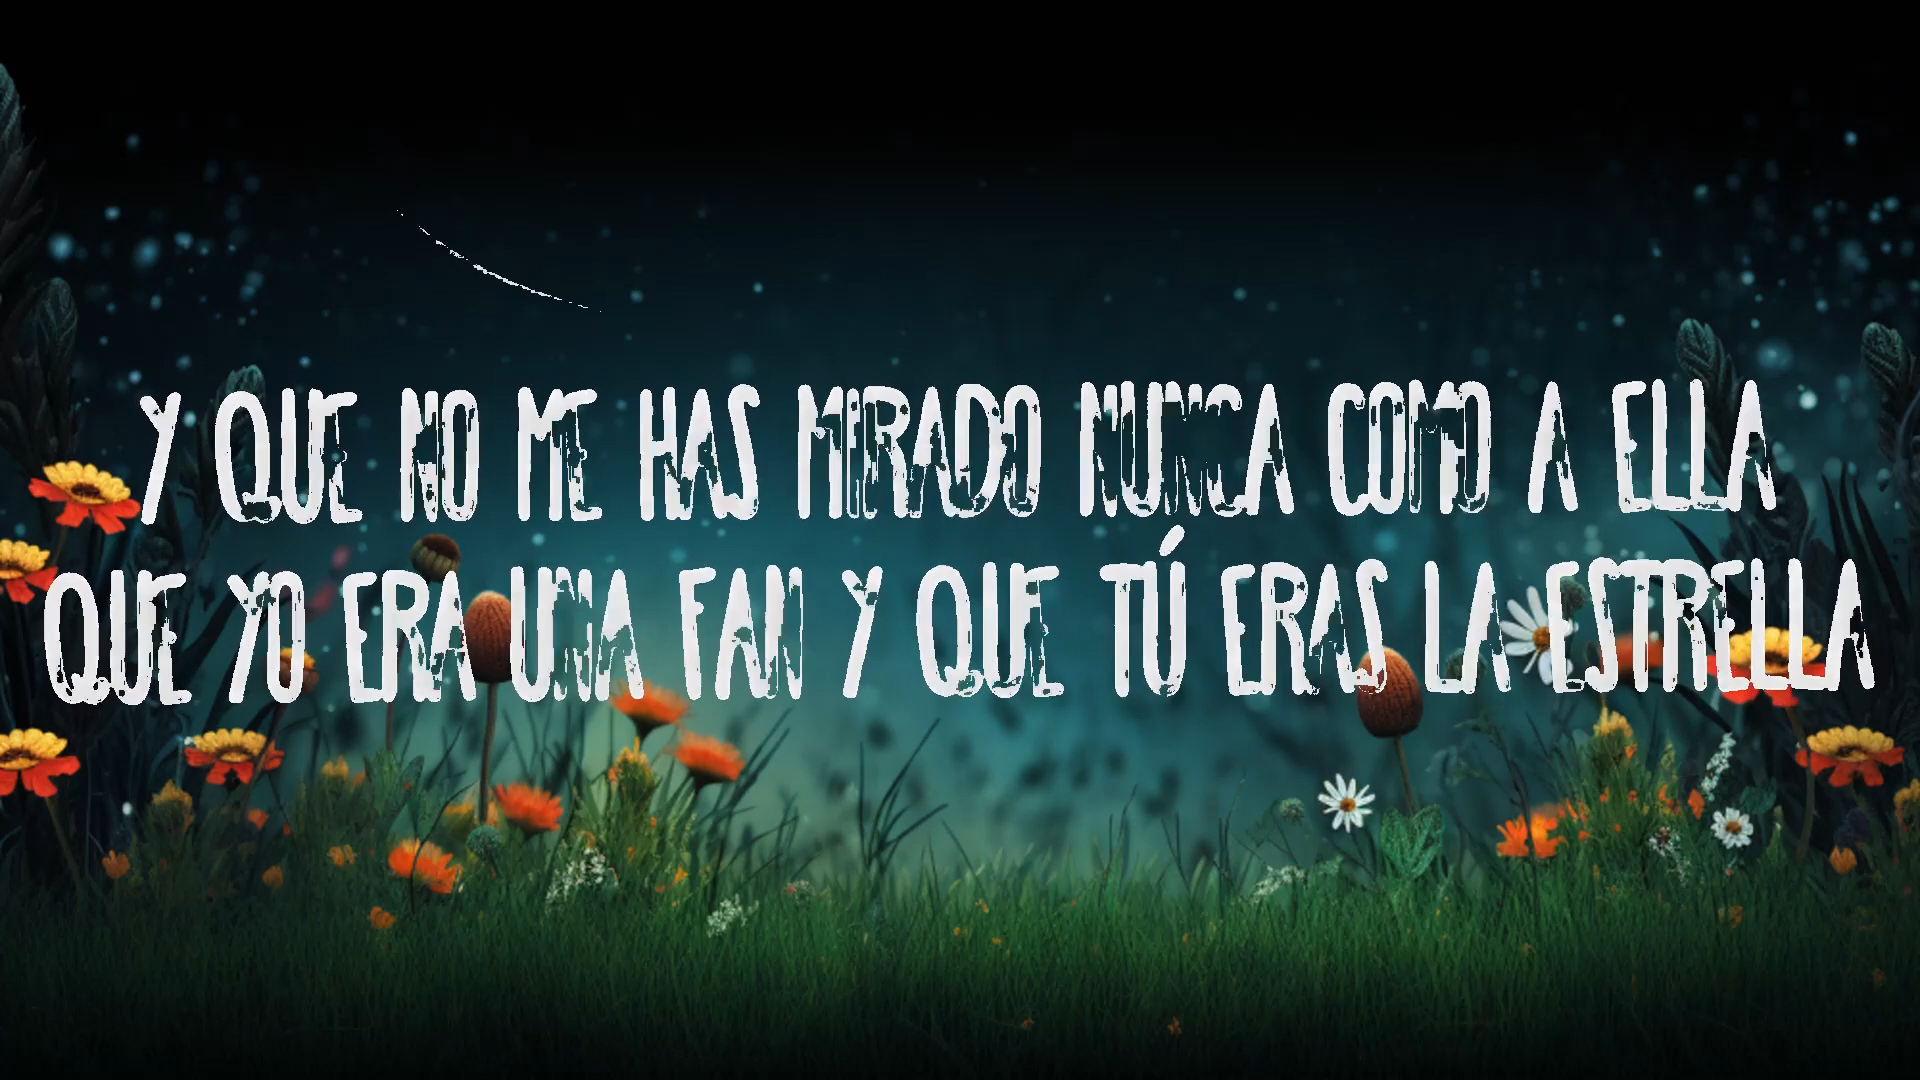 Y QUE NO ME HAS MIRADO NUNCA COMO A ELLA
QUE YO ERA UNA FAN Y QUE TÚ ERAS LA ESTRELLA